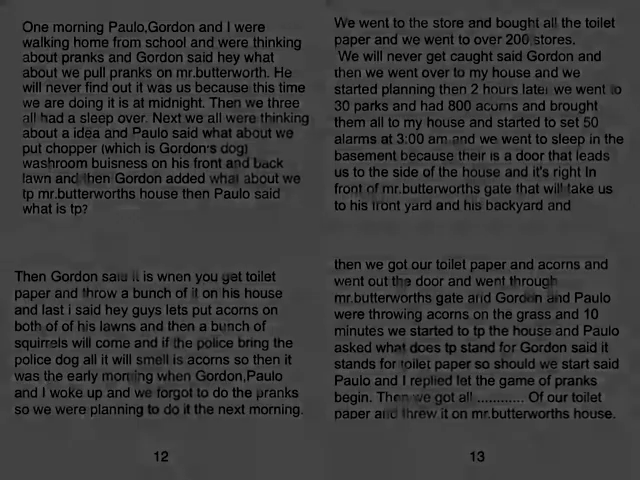 One morning Paulo,Gordon and I were
walking home from school and were thinking
about pranks and Gordon said hey what
about we pull pranks on mr.butterworth. He
will never find out it was us because this time
we are doing it is at midnight. Then we three
all had a sleep over. Next we all were thinking
about a idea and Paulo said what about we
put chopper (which is Gordon's dog)
washroom buisness on his front and back
lawn and then Gordon added what about we
tp mr.butterworths house then Paulo said
what is tp?
Then Gordon said it is when you get toilet
paper and throw a bunch of it on his house
and last i said hey guys lets put acorns on
both of of his lawns and then a bunch of
squirrels will come and if the police bring the
police dog all it will smell is acorns so then it
was the early morning when Gordon,Paulo
and I woke up and we forgot to do the pranks
so we were planning to do it the next morning.
12
We went to the store and bought all the toilet
paper and we went to over 200 stores.
We will never get caught said Gordon and
then we went over to my house and we
started planning then 2 hours later we went to
30 parks and had 800 acorns and brought
them all to my house and started to set 50
alarms at 3:00 am and we went to sleep in the
basement because their is a door that leads
us to the side of the house and it's right In
front of mr.butterworths gate that will take us
to his front yard and his backyard and
then we got our toilet paper and acorns and
went out the door and went through
mr.butterworths gate and Gordon and Paulo
were throwing acorns on the grass and 10
minutes we started to tp the house and Paulo
asked what does tp stand for Gordon said it
stands for toilet paper so should we start said
Paulo and I replied let the game of pranks
begin. Then we got all ............ Of our toilet
paper and threw it on mr.butterworths house.
13